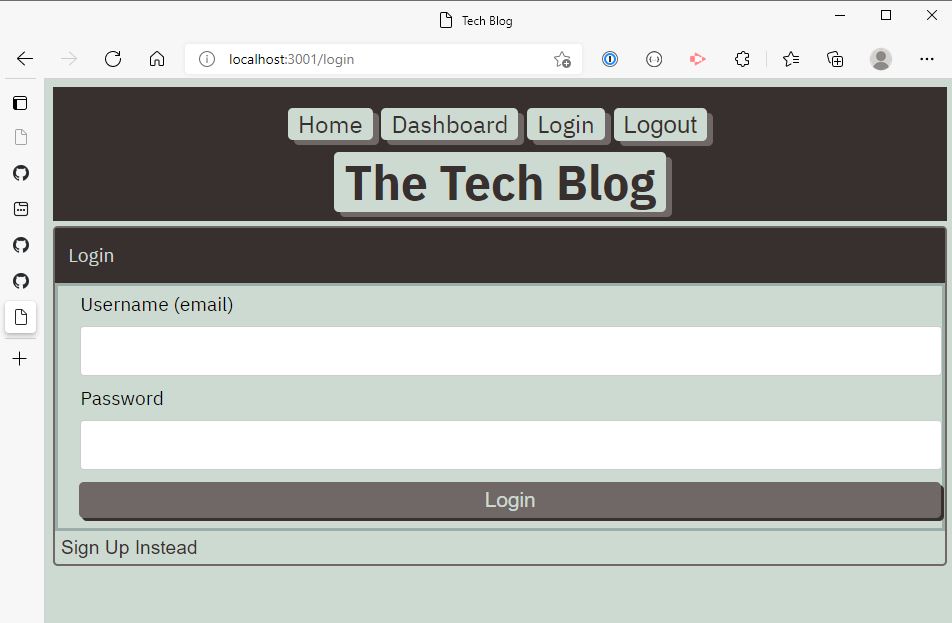 Tech Blog
localhost:3001/login
Home Dashboard Login Logout
The Tech Blog
Login
Username (email)
Password
Login
Sign Up Instead